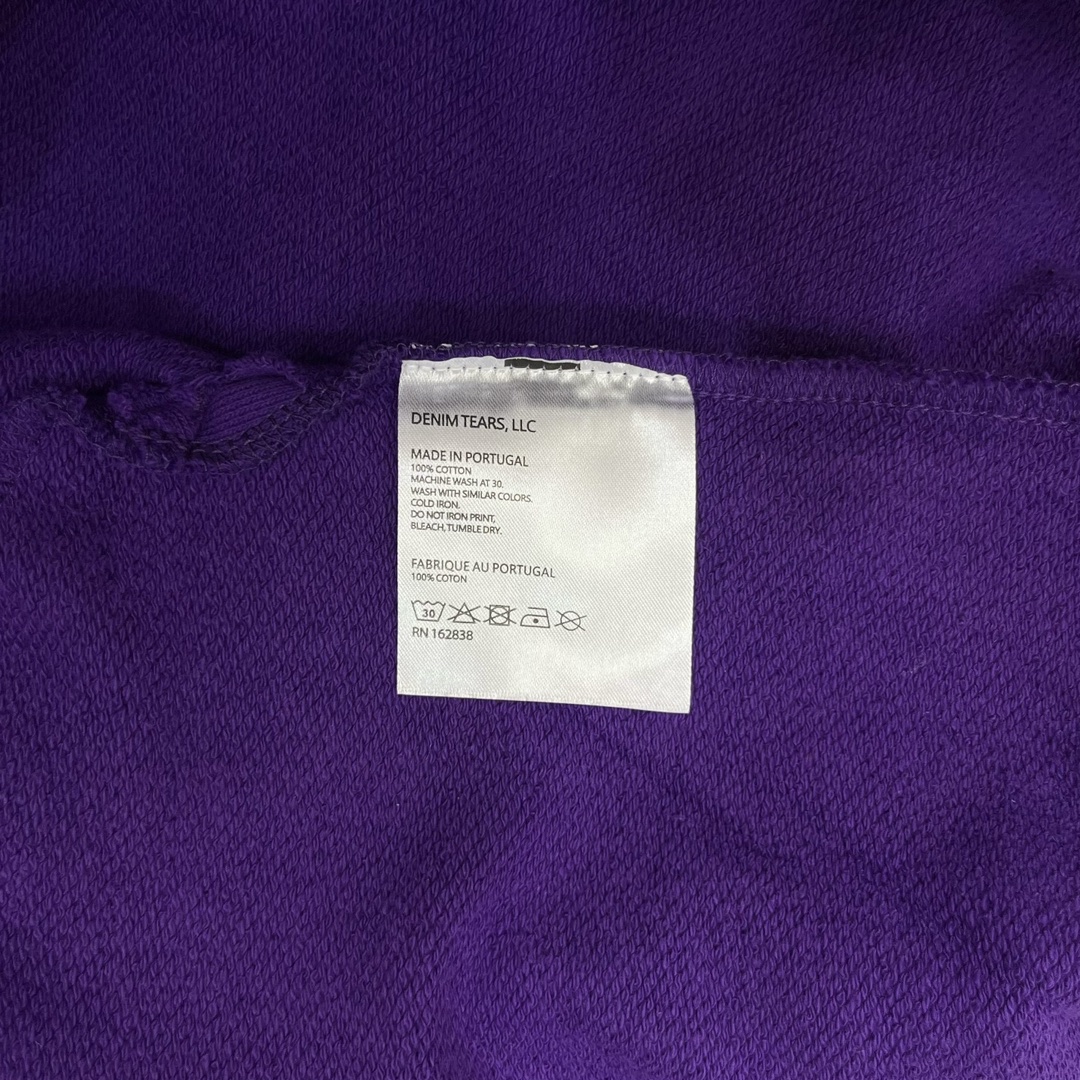 DENIM TEARS, LLC
MADE IN PORTUGAL
100% COTTON
MACHINE WASH AT 30.
WASH WITH SIMILAR COLORS.
COLD IRON.
DO NOT IRON PRINT,
BLEACH, TUMBLE DRY.
FABRIQUE AU PORTUGAL
100% COTON
30
RN 162838